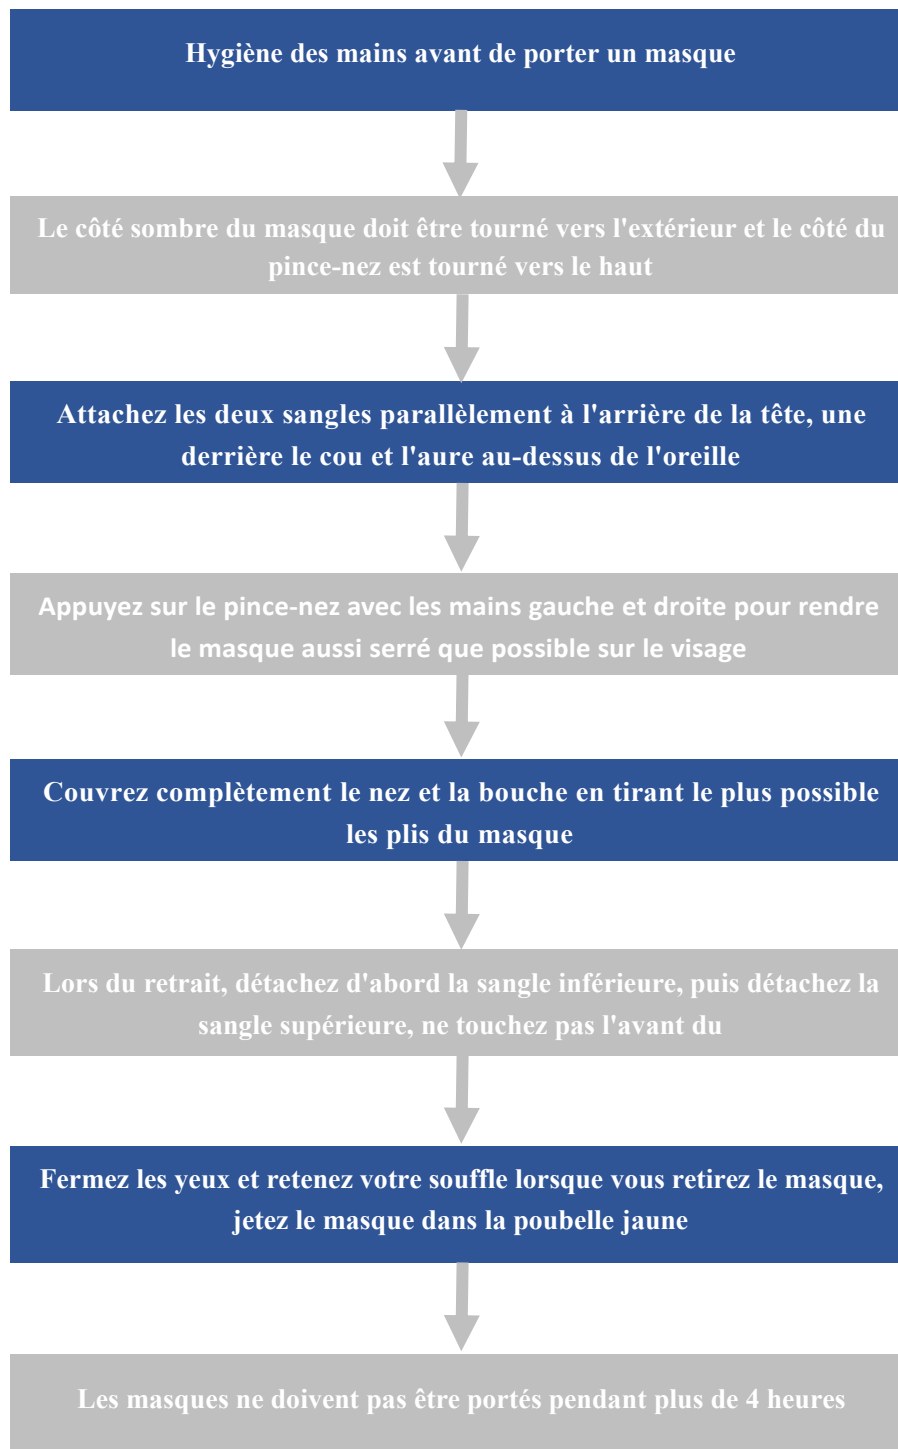 Hygiène des mains avant de porter un masque
Le côté sombre du masque doit être tourné vers l'extérieur et le côté du
pince-nez est tourné vers le haut
Attachez les deux sangles parallèlement à l'arrière de la tête, une
derrière le cou et l'aure au-dessus de l'oreille
Appuyez sur le pince-nez avec les mains gauche et droite pour rendre
le masque aussi serré que possible sur le visage
Couvrez complètement le nez et la bouche en tirant le plus possible
les plis du masque
Lors du retrait, détachez d'abord la sangle inférieure, puis détachez la
sangle supérieure, ne touchez pas l'avant du
Fermez les yeux et retenez votre souffle lorsque vous retirez le masque,
jetez le masque dans la poubelle jaune
Les masques ne doivent pas être portés pendant plus de 4 heures